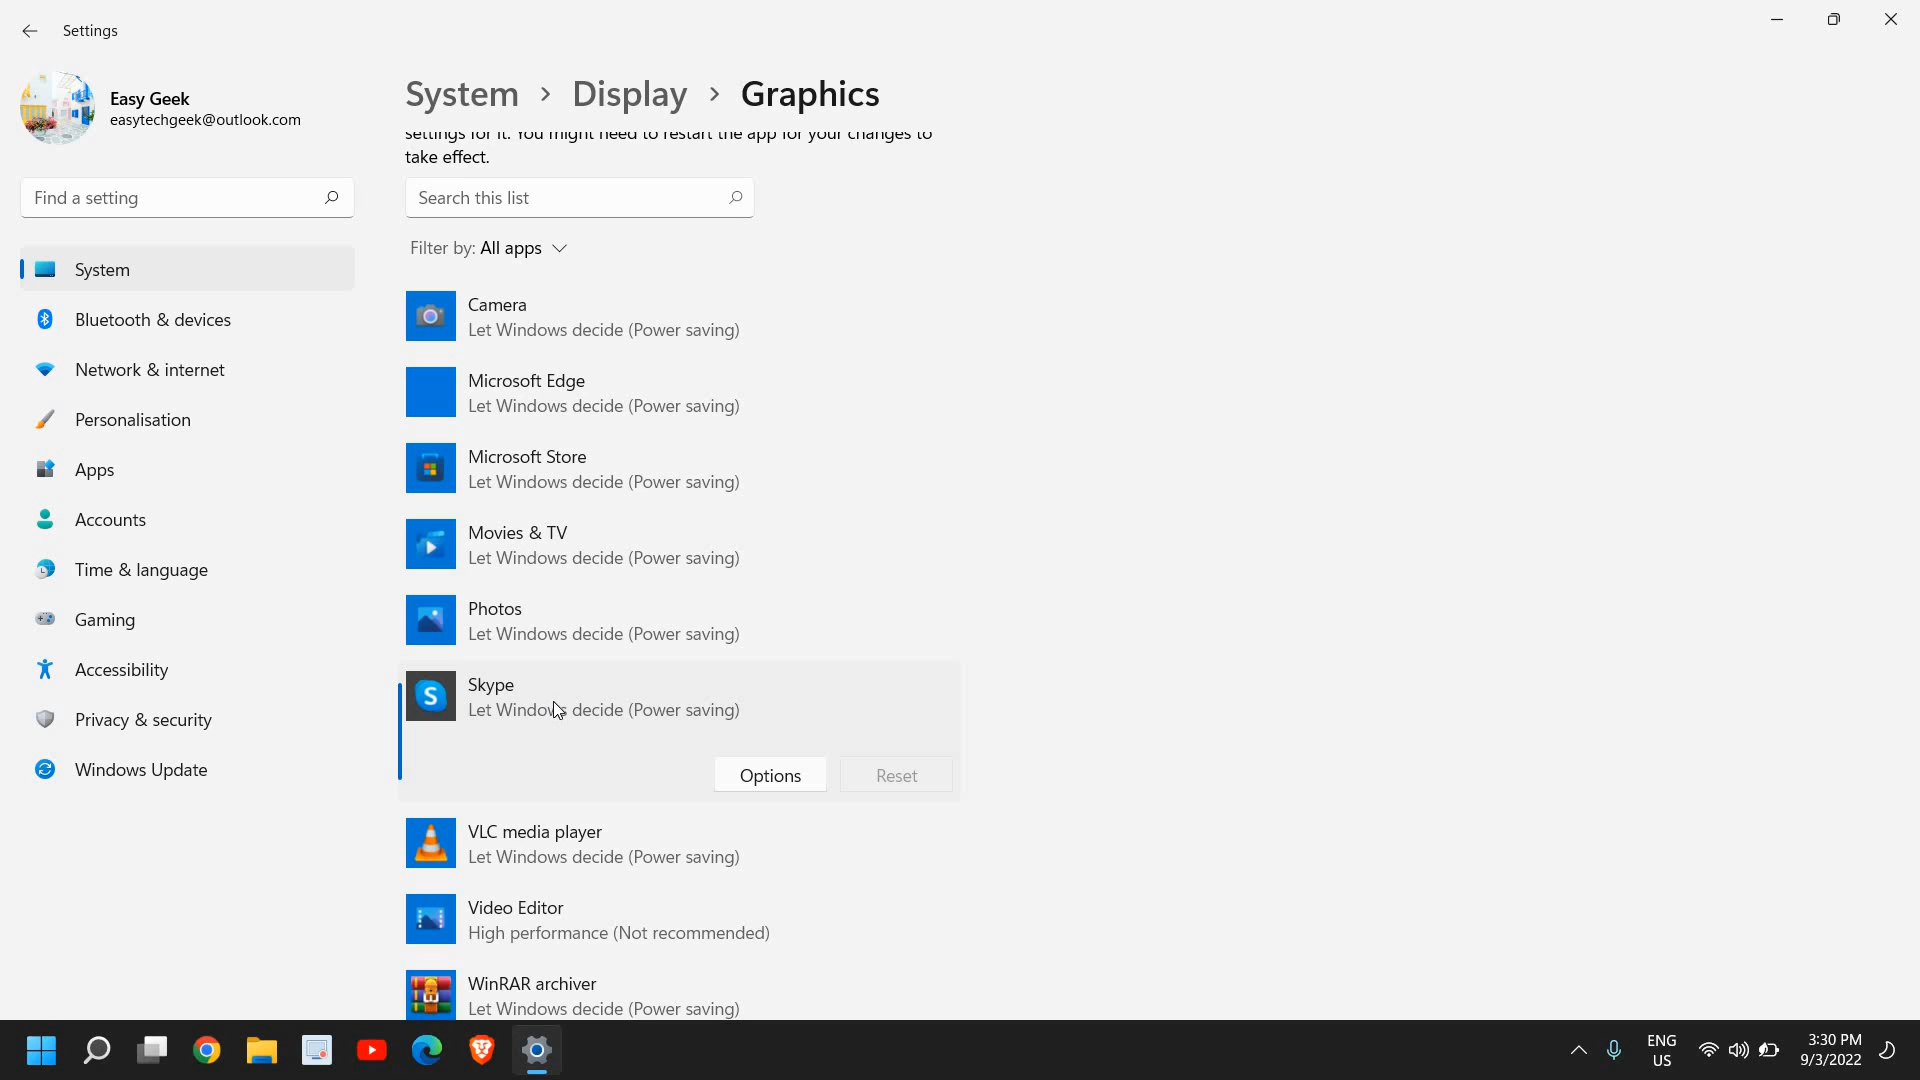 Settings
Easy Geek
easytechgeek@outlook.com
Find a setting
System
Bluetooth & devices
Network & internet
Personalisation
Apps
Accounts
Time & language
Gaming
Accessibility
Privacy & security
Windows Update
System > Display > Graphics
settings for it. You might need to restart the app for your changes to
take effect.
Search this list
Filter by: All apps
Camera
Let Windows decide (Power saving)
Microsoft Edge
Let Windows decide (Power saving)
Microsoft Store
Let Windows decide (Power saving)
Movies & TV
Let Windows decide (Power saving)
Photos
Let Windows decide (Power saving)
Skype
Let Windows decide (Power saving)
Options
Reset
VLC media player
Let Windows decide (Power saving)
Video Editor
High performance (Not recommended)
WinRAR archiver
Let Windows decide (Power saving)
ENG
US
3:30 PM
9/3/2022